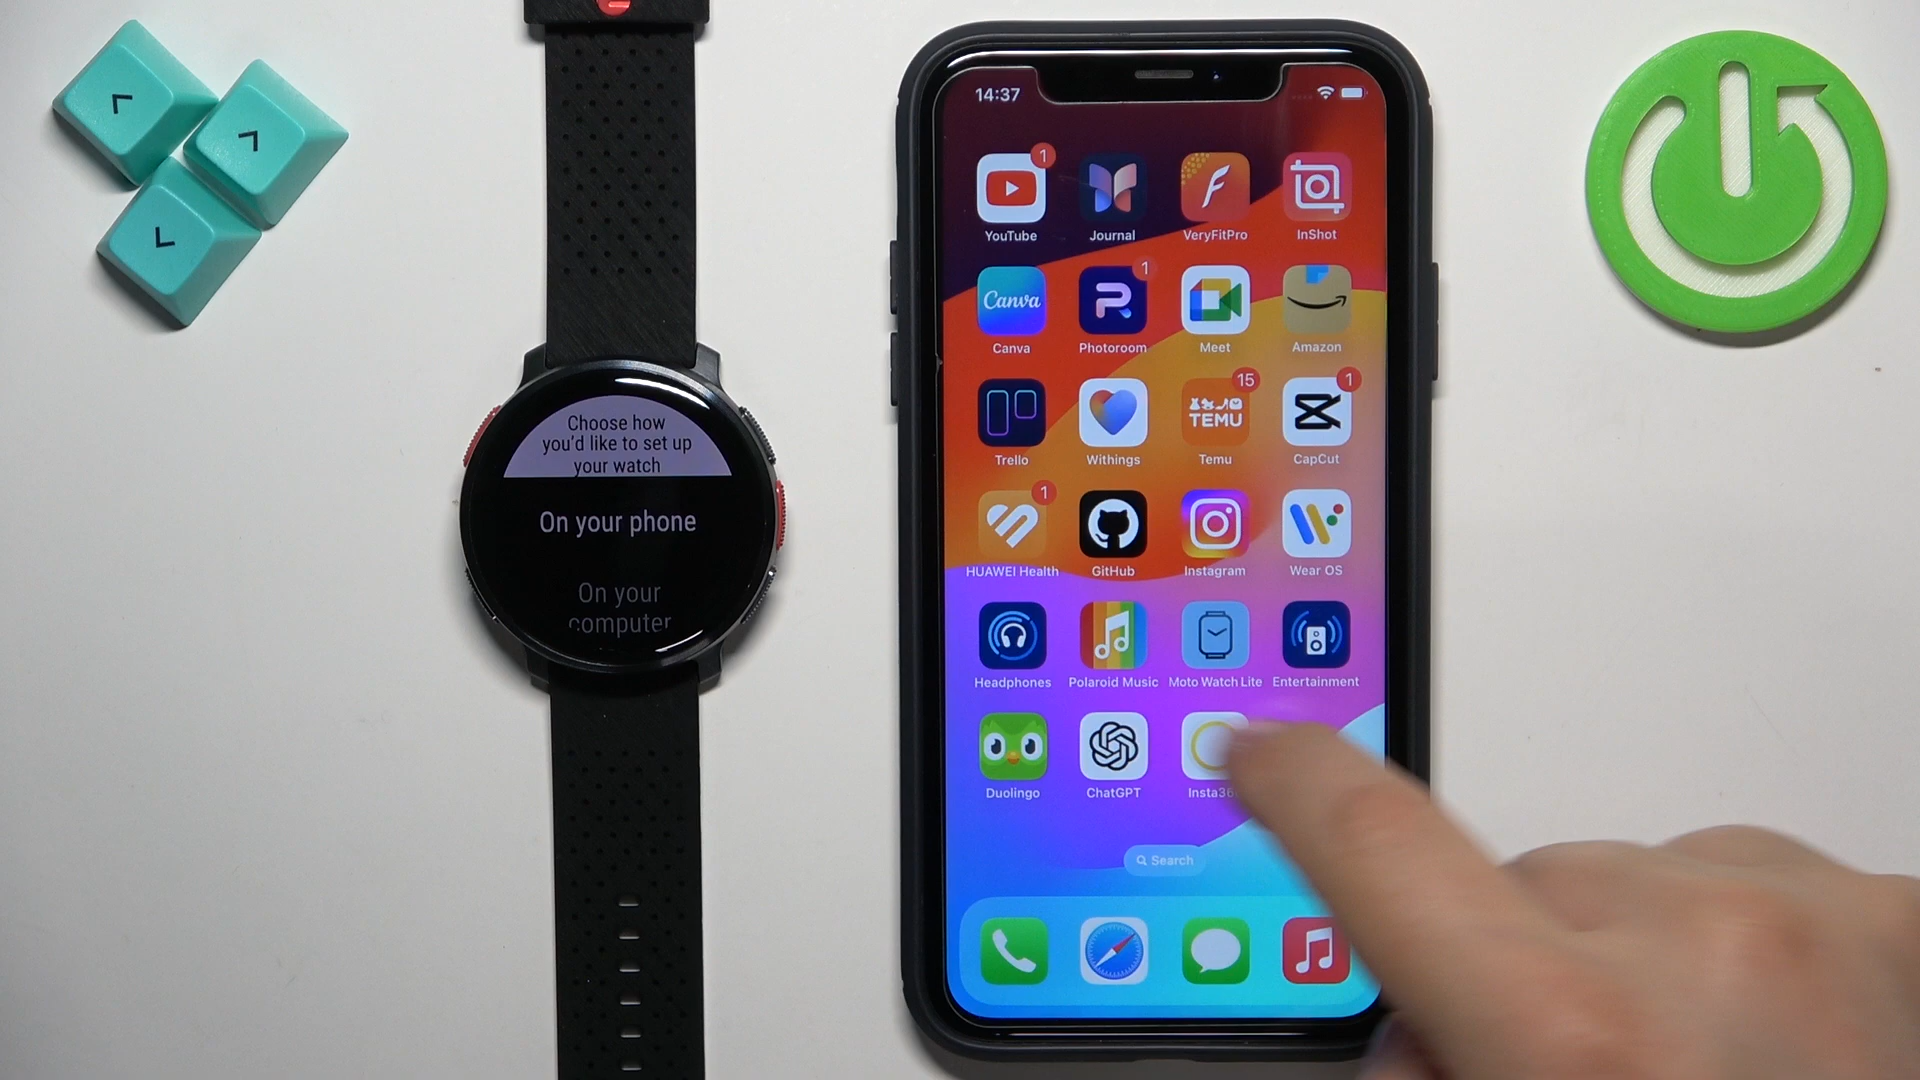 Choose how
you'd like to set up
your watch
On your phone
On your
computer
14:37
1
YouTube
Journal
VeryFitPro
InShot
Canva
1
Canva
Photoroom
Meet
Amazon
15
1
TEMU
Trello
Withings
Temu
CapCut
1
HUAWEI Health
GitHub
Instagram
Wear OS
Headphones
Polaroid Music
Moto Watch Lite
Entertainment
Duolingo
ChatGPT
Search